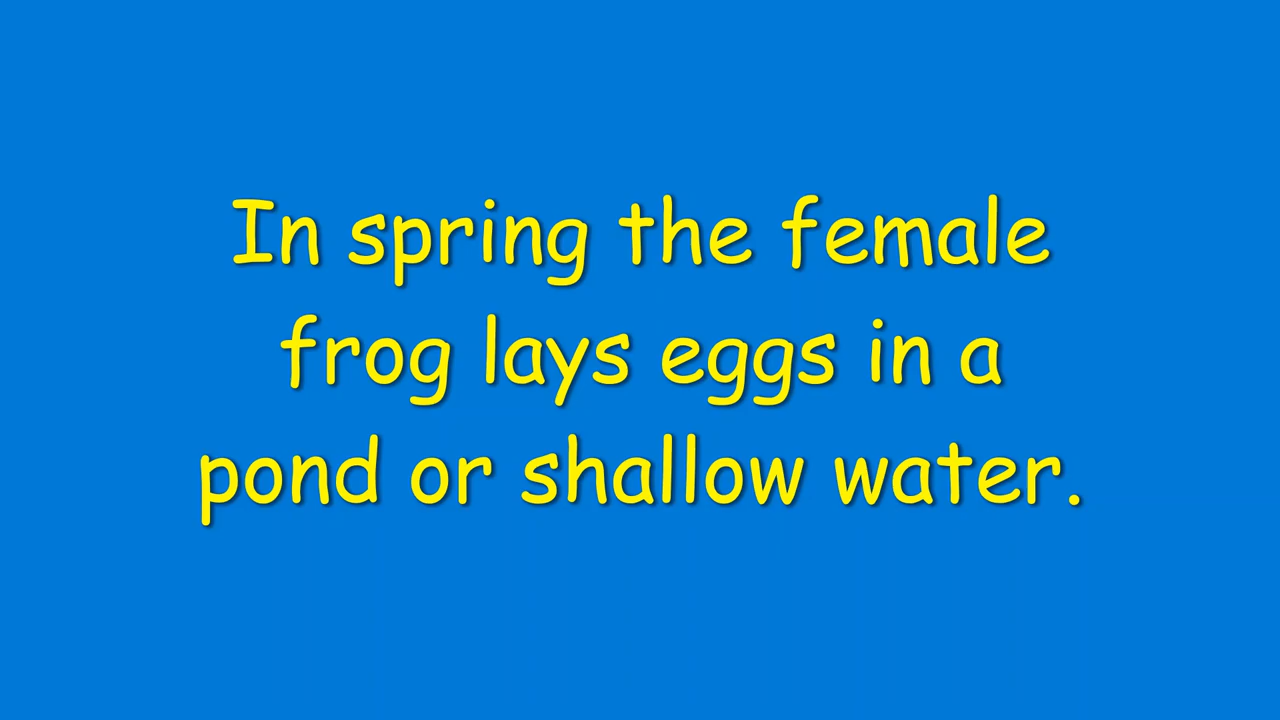 In spring the female
frog lays eggs in a
pond or shallow water.